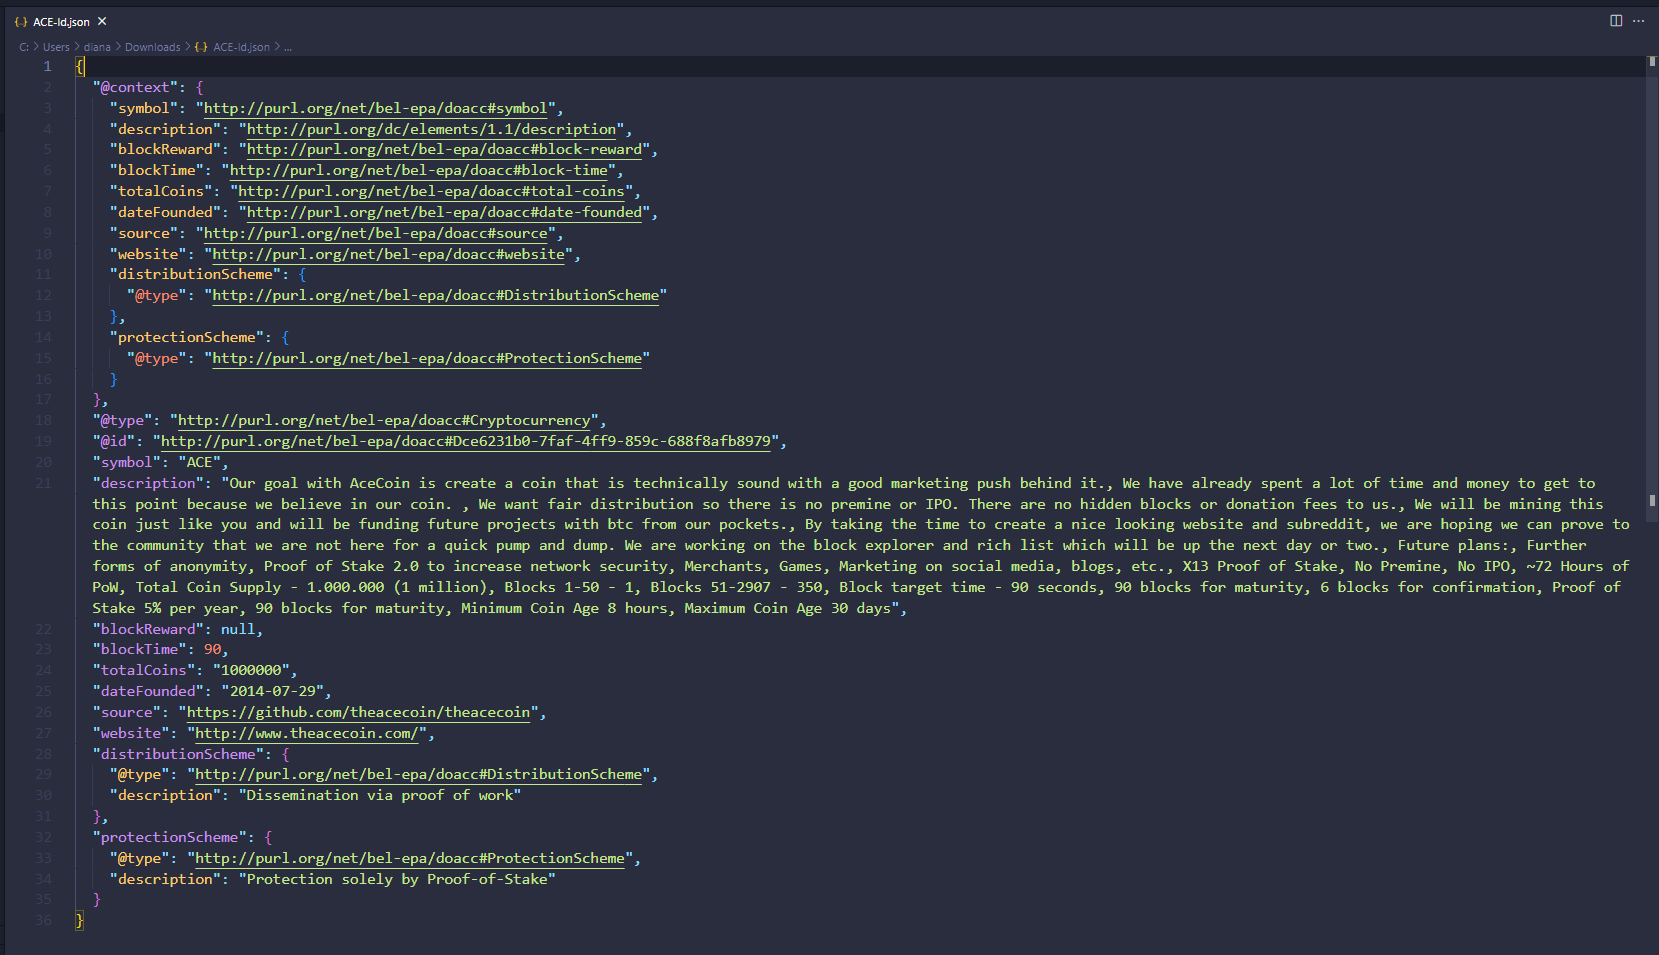 {..} ACE-ld.json ×
C: > Users > diana > Downloads > {..} ACE-ld.json > ...
1 {
2 "@context": {
3 "symbol": "http://purl.org/net/bel-epa/doacc#symbol",
4 "description": "http://purl.org/dc/elements/1.1/description",
5 "blockReward": "http://purl.org/net/bel-epa/doacc#block-reward",
6 "blockTime": "http://purl.org/net/bel-epa/doacc#block-time",
7 "totalCoins": "http://purl.org/net/bel-epa/doacc#total-coins",
8 "dateFounded": "http://purl.org/net/bel-epa/doacc#date-founded",
9 "source": "http://purl.org/net/bel-epa/doacc#source",
10 "website": "http://purl.org/net/bel-epa/doacc#website",
11 "distributionScheme": {
12 "@type": "http://purl.org/net/bel-epa/doacc#DistributionScheme"
13 },
14 "protectionScheme": {
15 "@type": "http://purl.org/net/bel-epa/doacc#ProtectionScheme"
16 }
17 },
18 "@type": "http://purl.org/net/bel-epa/doacc#Cryptocurrency",
19 "@id": "http://purl.org/net/bel-epa/doacc#Dce6231b0-7faf-4ff9-859c-688f8afb8979",
20 "symbol": "ACE",
21 "description": "Our goal with AceCoin is create a coin that is technically sound with a good marketing push behind it., We have already spent a lot of time and money to get to
this point because we believe in our coin. , We want fair distribution so there is no premine or IPO. There are no hidden blocks or donation fees to us., We will be mining this
coin just like you and will be funding future projects with btc from our pockets., By taking the time to create a nice looking website and subreddit, we are hoping we can prove to
the community that we are not here for a quick pump and dump. We are working on the block explorer and rich list which will be up the next day or two., Future plans:, Further
forms of anonymity, Proof of Stake 2.0 to increase network security, Merchants, Games, Marketing on social media, blogs, etc., X13 Proof of Stake, No Premine, No IPO, ~72 Hours of
PoW, Total Coin Supply - 1.000.000 (1 million), Blocks 1-50 - 1, Blocks 51-2907 - 350, Block target time - 90 seconds, 90 blocks for maturity, 6 blocks for confirmation, Proof of
Stake 5% per year, 90 blocks for maturity, Minimum Coin Age 8 hours, Maximum Coin Age 30 days",
22 "blockReward": null,
23 "blockTime": 90,
24 "totalCoins": "1000000",
25 "dateFounded": "2014-07-29",
26 "source": "https://github.com/theacecoin/theacecoin",
27 "website": "http://www.theacecoin.com/",
28 "distributionScheme": {
29 "@type": "http://purl.org/net/bel-epa/doacc#DistributionScheme",
30 "description": "Dissemination via proof of work"
31 },
32 "protectionScheme": {
33 "@type": "http://purl.org/net/bel-epa/doacc#ProtectionScheme",
34 "description": "Protection solely by Proof-of-Stake"
35 }
36 }